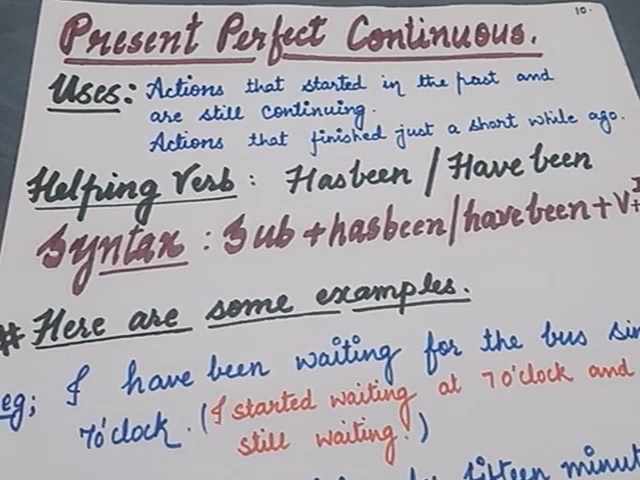 10.
Present Perfect Continuous.
Uses: Actions that started in the past and
are still continuing.
Actions that finished just a short while ago.
Helping Verb: Has been / Have been
Syntax: Sub + has been/have been + V
# Here are some examples.
eg; I have been waiting for the bus
7o'clock. (I started waiting at 7o'clock and
still waiting.)
fifteen